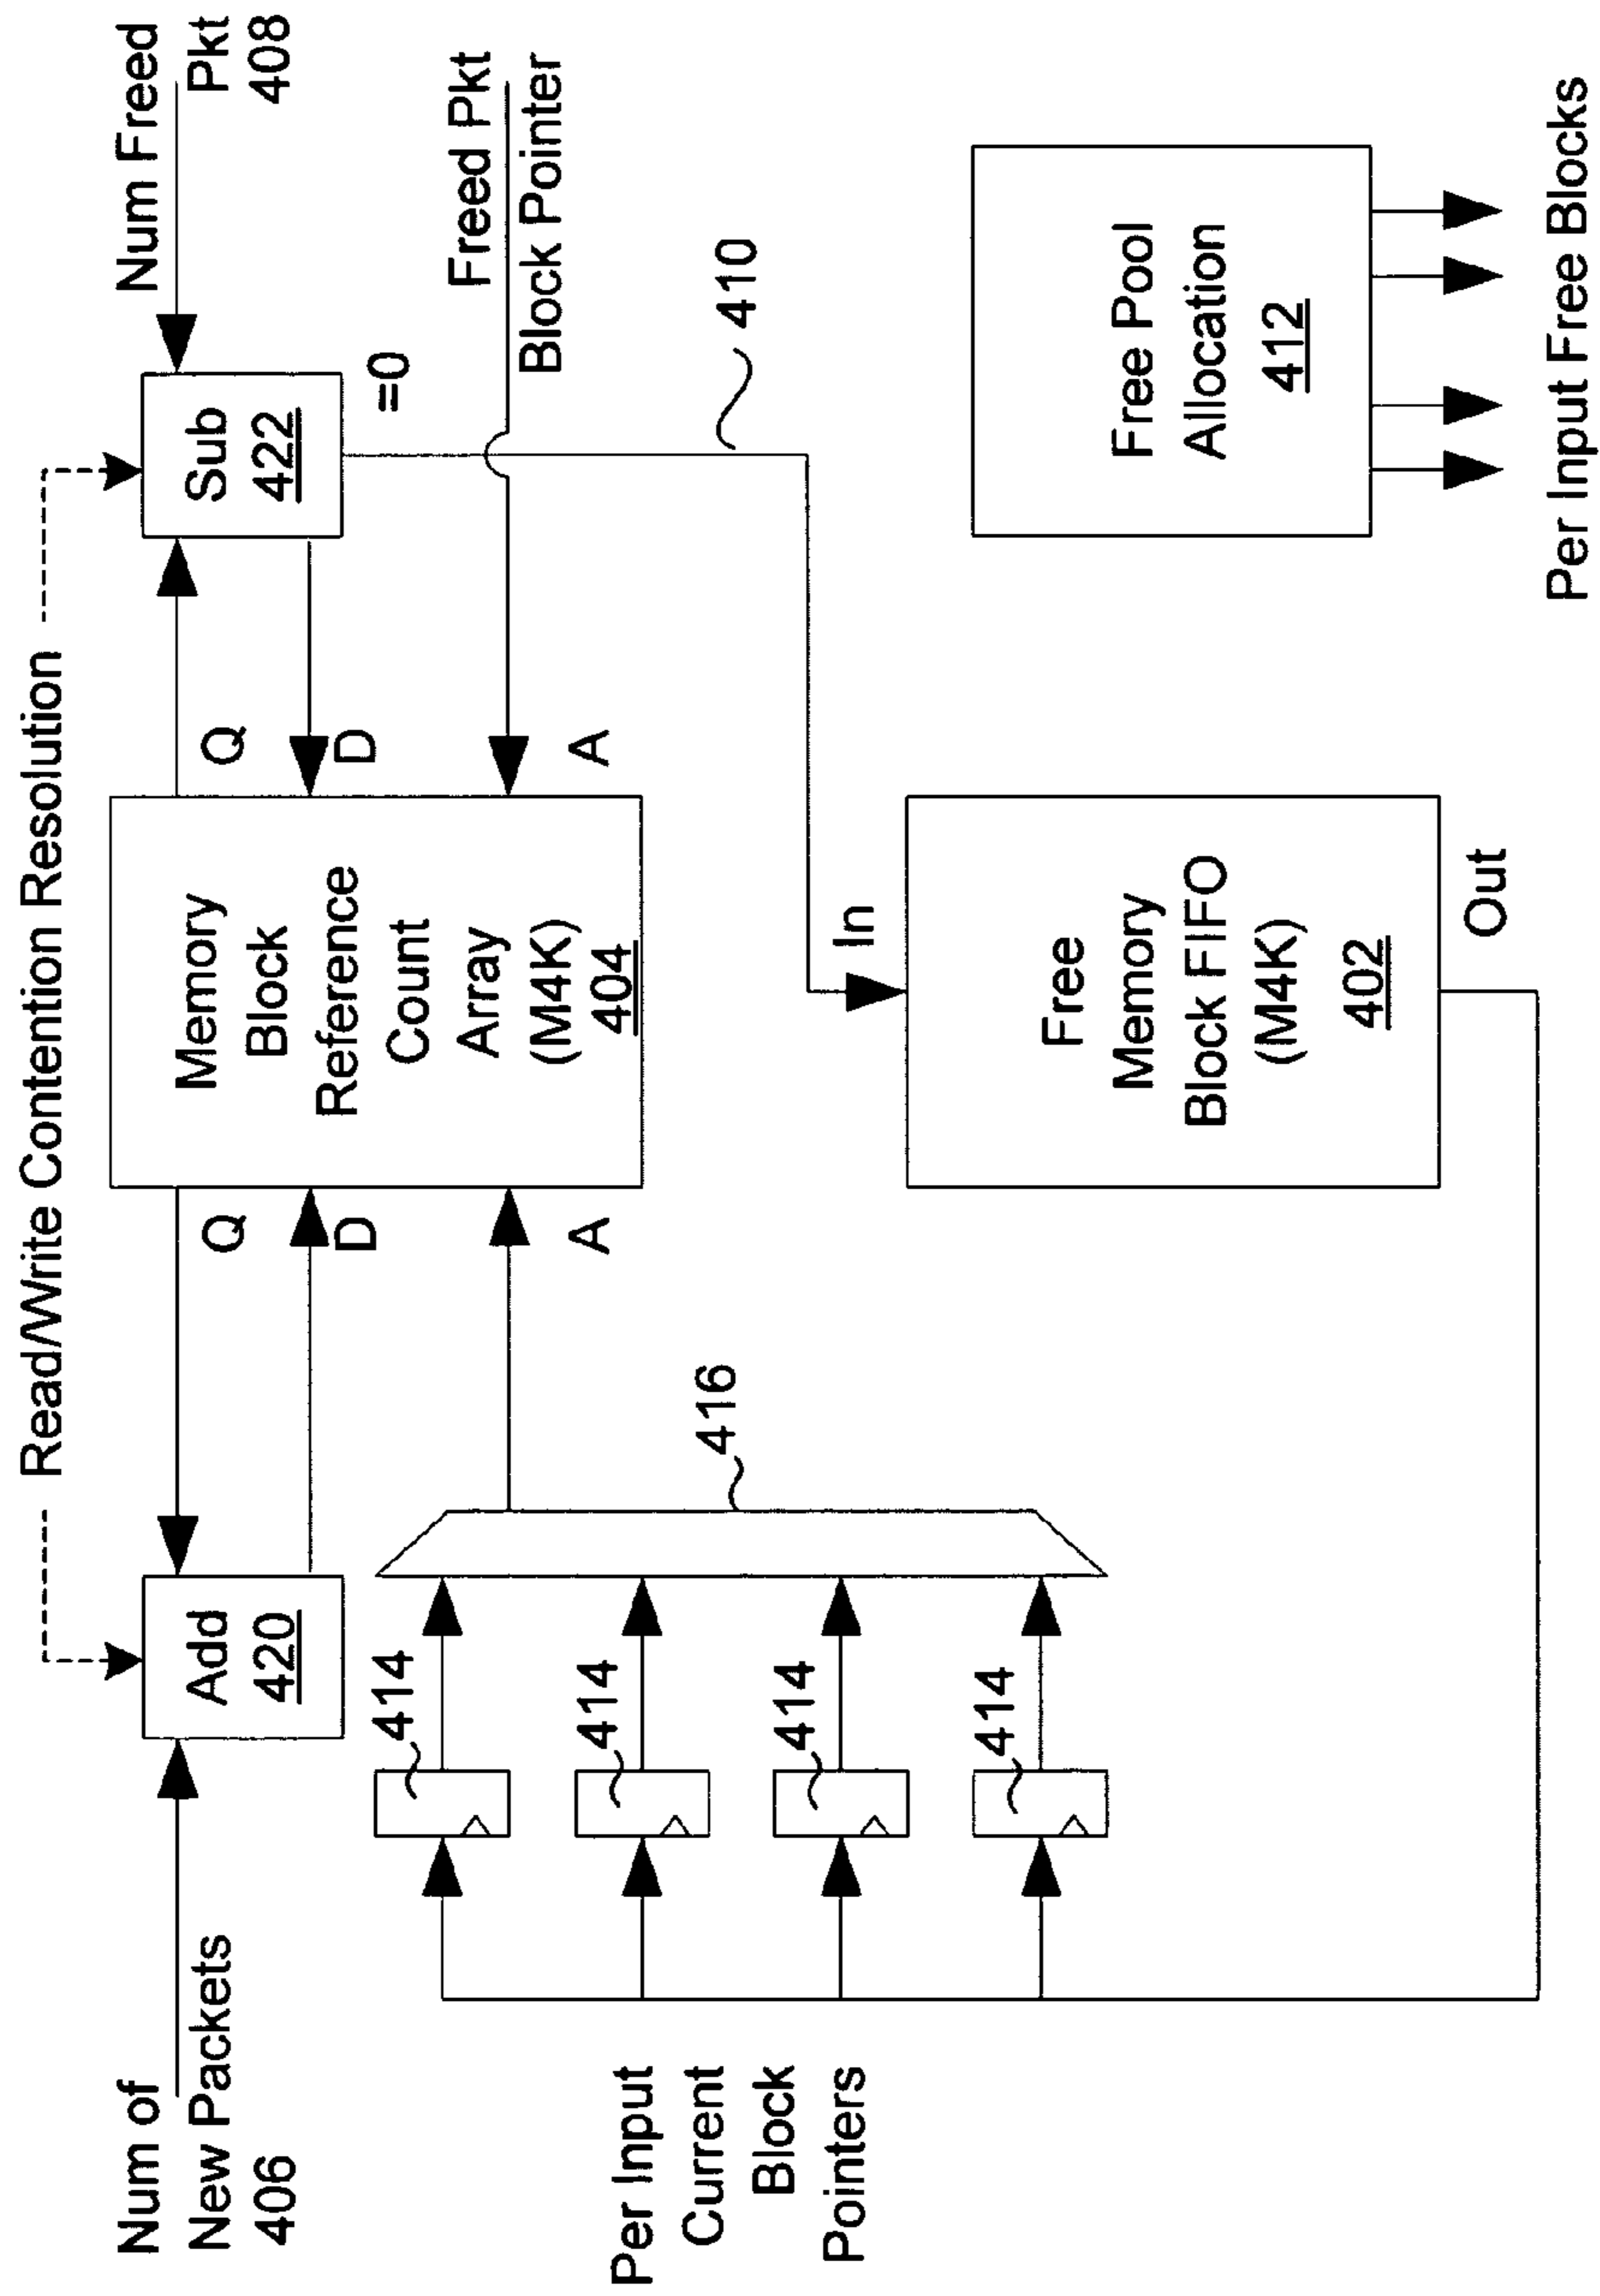 Read/Write Contention Resolution
Num of
New Packets
406
Add
420
Q
D
A
Memory
Block
Reference
Count
Array
(M4K)
404
Q
D
A
Sub
422
=0
Num Freed
Pkt
408
Freed Pkt
Block Pointer
410
414
414
414
414
416
Per Input
Current
Block
Pointers
In
Free
Memory
Block FIFO
(M4K)
402
Out
Free Pool
Allocation
412
Per Input Free Blocks